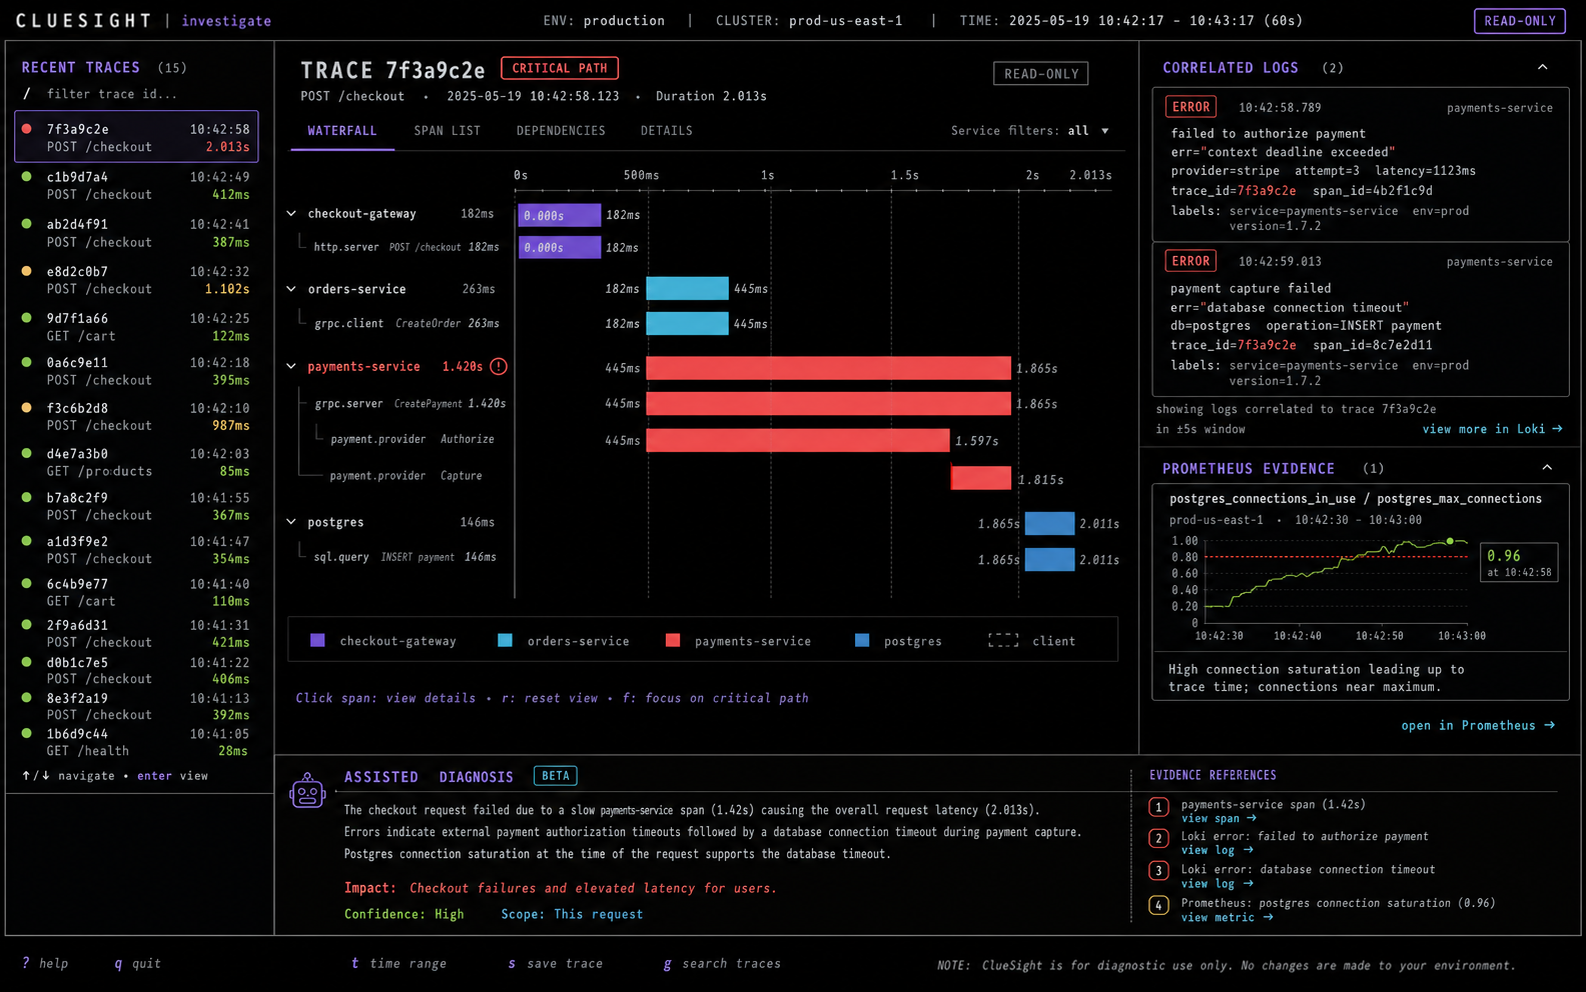 CLUESIGHT | investigate
ENV: production | CLUSTER: prod-us-east-1 | TIME: 2025-05-19 10:42:17 - 10:43:17 (60s)
READ-ONLY
RECENT TRACES (15)
/ filter trace id...
7f3a9c2e 10:42:58
POST /checkout 2.013s
c1b9d7a4 10:42:49
POST /checkout 412ms
ab2d4f91 10:42:41
POST /checkout 387ms
e8d2c0b7 10:42:32
POST /checkout 1.102s
9d7f1a66 10:42:25
GET /cart 122ms
0a6c9e11 10:42:18
POST /checkout 395ms
f3c6b2d8 10:42:10
POST /checkout 987ms
d4e7a3b0 10:42:03
GET /products 85ms
b7a8c2f9 10:41:55
POST /checkout 367ms
a1d3f9e2 10:41:47
POST /checkout 354ms
6c4b9e77 10:41:40
GET /cart 110ms
2f9a6d31 10:41:31
POST /checkout 421ms
d0b1c7e5 10:41:22
POST /checkout 406ms
8e3f2a19 10:41:13
POST /checkout 392ms
1b6d9c44 10:41:05
GET /health 28ms
↑/↓ navigate • enter view
TRACE 7f3a9c2e CRITICAL PATH
READ-ONLY
POST /checkout • 2025-05-19 10:42:58.123 • Duration 2.013s
WATERFALL SPAN LIST DEPENDENCIES DETAILS
Service filters: all ▼
0s 500ms 1s 1.5s 2s 2.013s
checkout-gateway 182ms 0.000s 182ms
http.server POST /checkout 182ms 0.000s 182ms
orders-service 263ms 182ms 445ms
grpc.client CreateOrder 263ms 182ms 445ms
payments-service 1.420s ! 445ms 1.865s
grpc.server CreatePayment 1.420s 445ms 1.865s
payment.provider Authorize 445ms 1.597s
payment.provider Capture 1.815s
postgres 146ms 1.865s 2.011s
sql.query INSERT payment 146ms 1.865s 2.011s
checkout-gateway orders-service payments-service postgres client
Click span: view details • r: reset view • f: focus on critical path
CORRELATED LOGS (2)
ERROR 10:42:58.789 payments-service
failed to authorize payment
err="context deadline exceeded"
provider=stripe attempt=3 latency=1123ms
trace_id=7f3a9c2e span_id=4b2f1c9d
labels: service=payments-service env=prod
version=1.7.2
ERROR 10:42:59.013 payments-service
payment capture failed
err="database connection timeout"
db=postgres operation=INSERT payment
trace_id=7f3a9c2e span_id=8c7e2d11
labels: service=payments-service env=prod
version=1.7.2
showing logs correlated to trace 7f3a9c2e
in ±5s window view more in Loki →
PROMETHEUS EVIDENCE (1)
postgres_connections_in_use / postgres_max_connections
prod-us-east-1 • 10:42:30 - 10:43:00
1.00
0.80
0.60
0.40
0.20
0
10:42:30 10:42:40 10:42:50 10:43:00
0.96
at 10:42:58
High connection saturation leading up to
trace time; connections near maximum.
open in Prometheus →
ASSISTED DIAGNOSIS BETA
The checkout request failed due to a slow payments-service span (1.42s) causing the overall request latency (2.013s).
Errors indicate external payment authorization timeouts followed by a database connection timeout during payment capture.
Postgres connection saturation at the time of the request supports the database timeout.
Impact: Checkout failures and elevated latency for users.
Confidence: High Scope: This request
EVIDENCE REFERENCES
1 payments-service span (1.42s)
view span →
2 Loki error: failed to authorize payment
view log →
3 Loki error: database connection timeout
view log →
4 Prometheus: postgres connection saturation (0.96)
view metric →
? help q quit t time range s save trace g search traces
NOTE: ClueSight is for diagnostic use only. No changes are made to your environment.